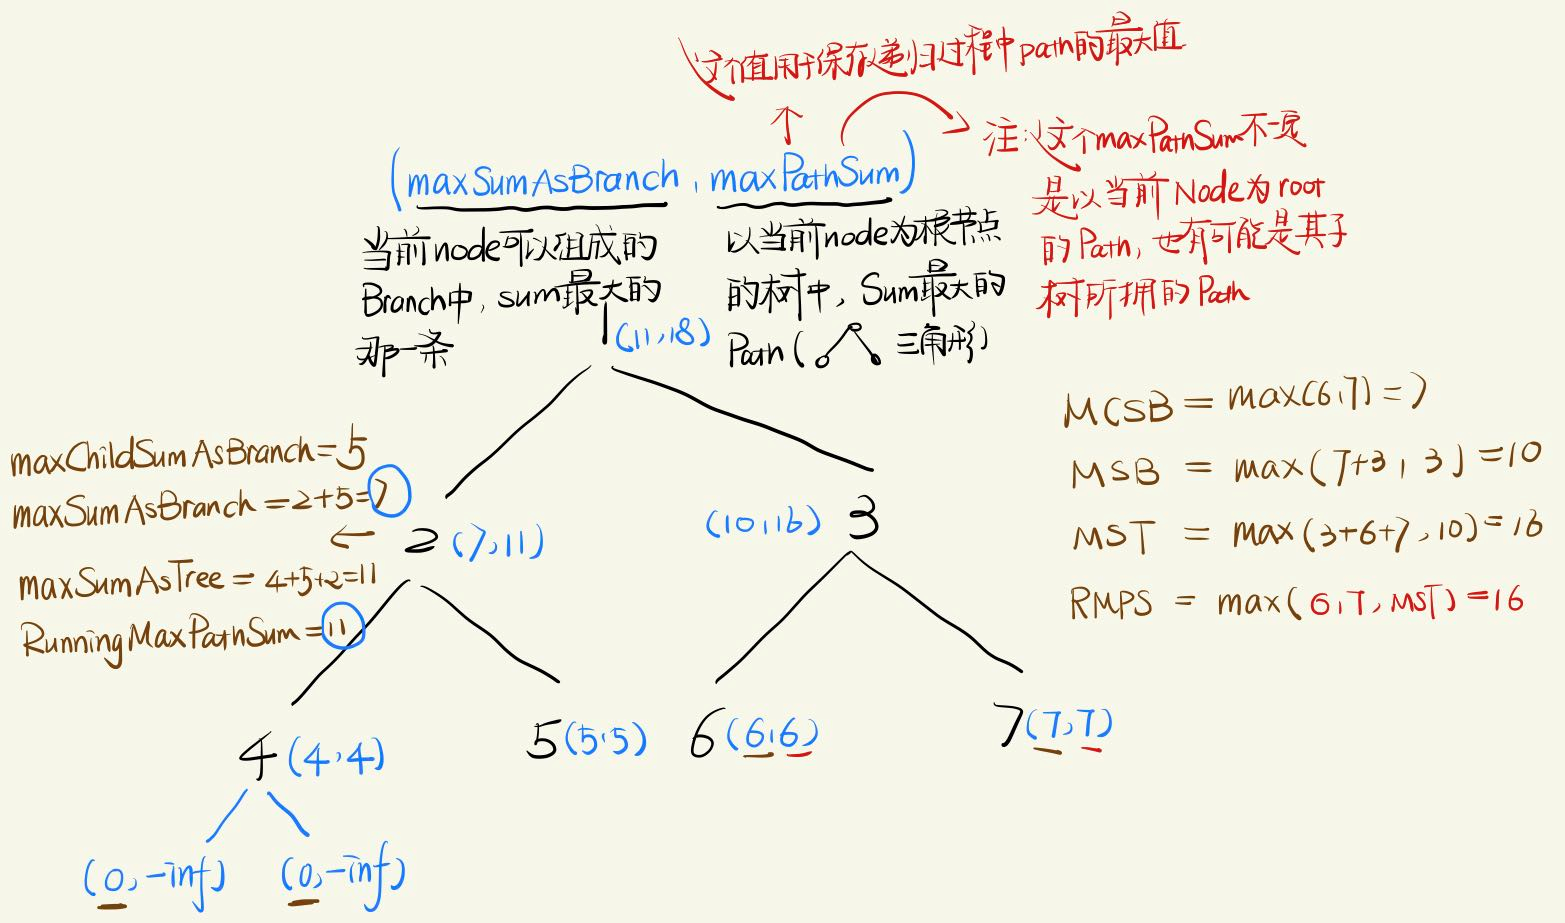 这个值用于保存递归过程中path的最大值
(maxSumAsBranch, maxPathSum)
注:这个maxPathSum不一定
是以当前Node为root
的Path,也有可能是其子
树所拥的Path
当前node可以组成的
Branch中,sum最大的
那一条
以当前node为根节点
的树中,Sum最大的
Path( 三角形)
1 (11,18)
maxChildSumAsBranch=5
maxSumAsBranch=2+5=7
maxSumAsTree=4+5+2=11
RunningMaxPathSum=11
2 (7,11)
(10,16) 3
MCSB = max(6,7)=7
MSB = max(7+3, 3)=10
MST = max(3+6+7, 10)=16
RMPS = max(6,7,MST)=16
4 (4,4)
5 (5,5)
6 (6,6)
7 (7,7)
(0,-inf) (0,-inf)